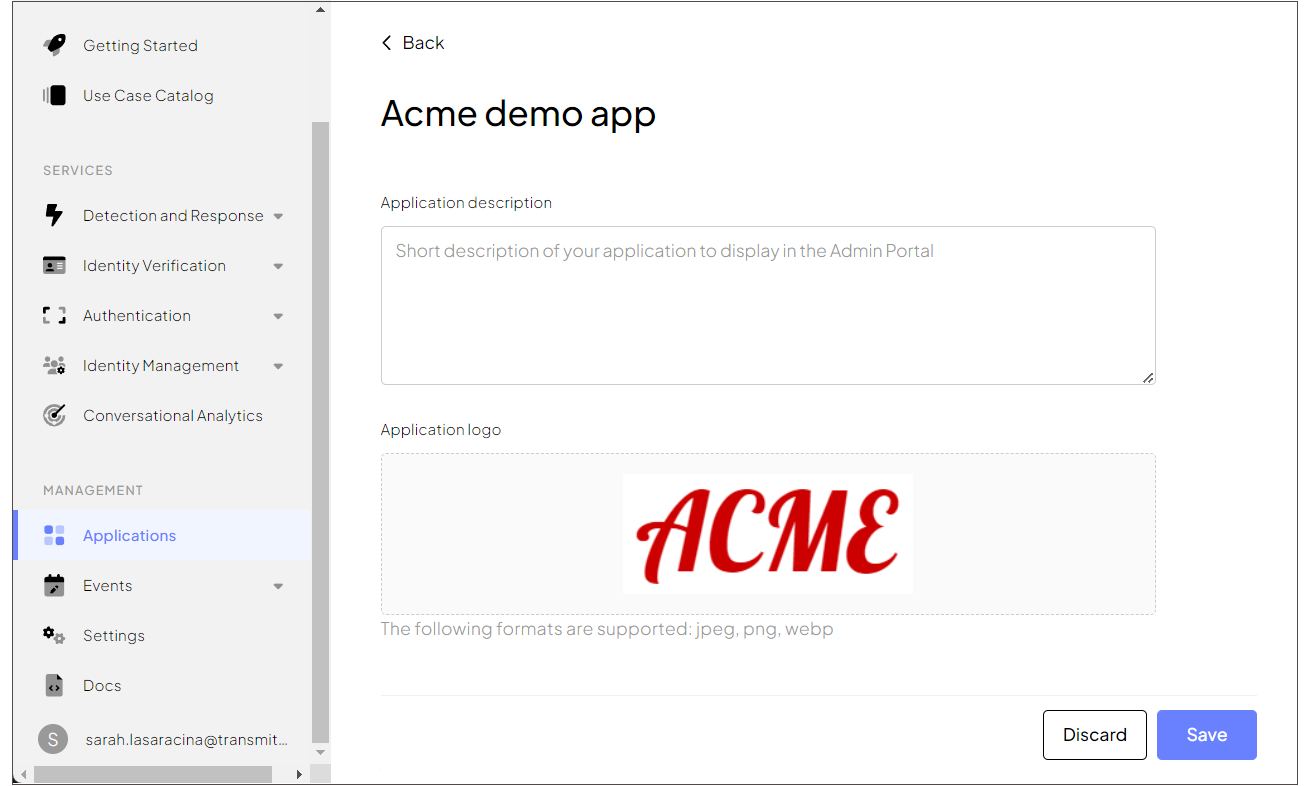 Getting Started
Use Case Catalog
SERVICES
Detection and Response
Identity Verification
Authentication
Identity Management
Conversational Analytics
MANAGEMENT
Applications
Events
Settings
Docs
S
sarah.lasaracina@transmit...
Back
Acme demo app
Application description
Short description of your application to display in the Admin Portal
Application logo
ACME
The following formats are supported: jpeg, png, webp
Discard
Save